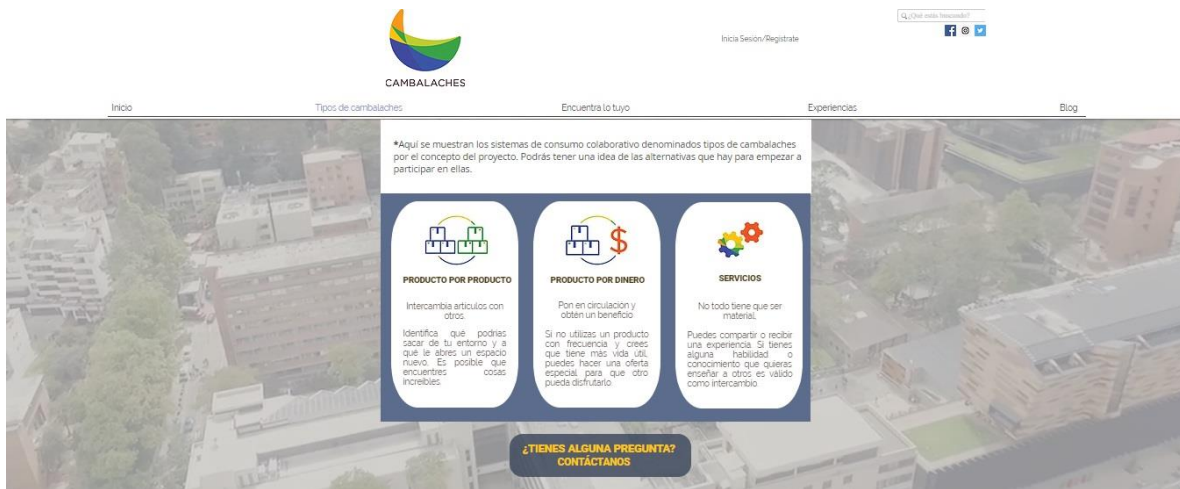 ¿Qué estás buscando?
Inicia Sesión/Registrate
CAMBALACHES
Inicio
Tipos de cambalaches
Encuentra lo tuyo
Experiencias
Blog
*Aquí se muestran los sistemas de consumo colaborativo denominados tipos de cambalaches
por el concepto del proyecto. Podrás tener una idea de las alternativas que hay para empezar a
participar en ellas.
PRODUCTO POR PRODUCTO
Intercambia artículos con
otros.
Identifica qué podrías
sacar de tu entorno y a
qué le abres un espacio
nuevo. Es posible que
encuentres cosas
increíbles.
PRODUCTO POR DINERO
Pon en circulación y
obtén un beneficio
Si no utilizas un producto
con frecuencia y crees
que tiene más vida útil,
puedes hacer una oferta
especial para que otro
pueda disfrutarlo
SERVICIOS
No todo tiene que ser
material,
Puedes compartir o recibir
una experiencia. Si tienes
alguna habilidad o
conocimiento que quieras
enseñar a otros es válido
como intercambio
¿TIENES ALGUNA PREGUNTA?
CONTÁCTANOS